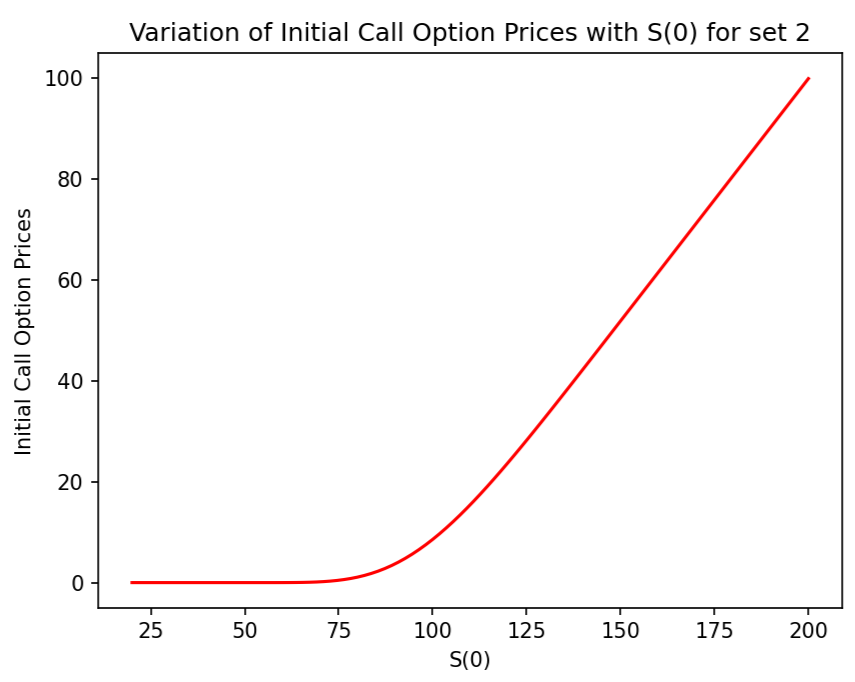 Variation of Initial Call Option Prices with S(0) for set 2
100
80
60
40
20
0
Initial Call Option Prices
25 50 75 100 125 150 175 200
S(0)